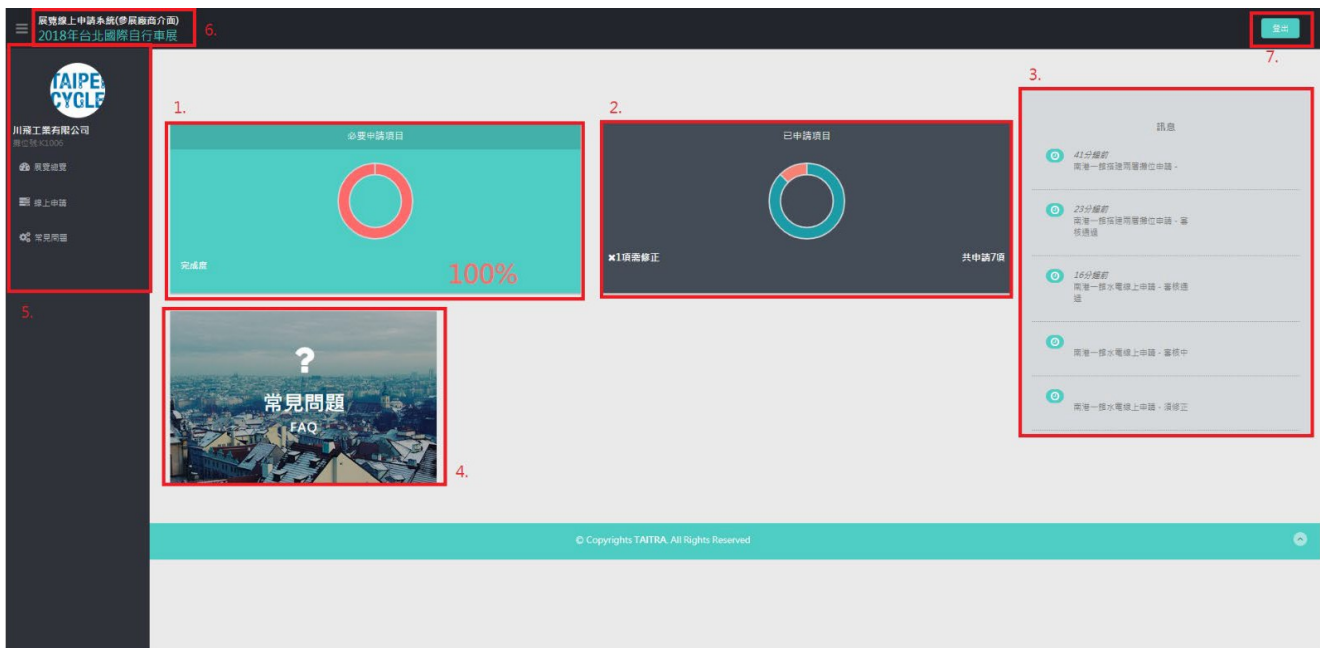 展覽線上申請系統(參展廠商介面)
2018年台北國際自行車展
6.
登出
7.
TAIPEI
CYCLE
川飛工業有限公司
攤位號:K1006
展覽總覽
線上申請
常見問題
5.
1.
必要申請項目
完成度
100%
2.
已申請項目
✖1項需修正
共申請7項
3.
訊息
41分鐘前
南港一館搭建兩層攤位申請-
23分鐘前
南港一館搭建兩層攤位申請-審
核通過
16分鐘前
南港一館水電線上申請-審核通
過
南港一館水電線上申請-審核中
南港一館水電線上申請-須修正
?
常見問題
FAQ
4.
© Copyrights TAITRA. All Rights Reserved